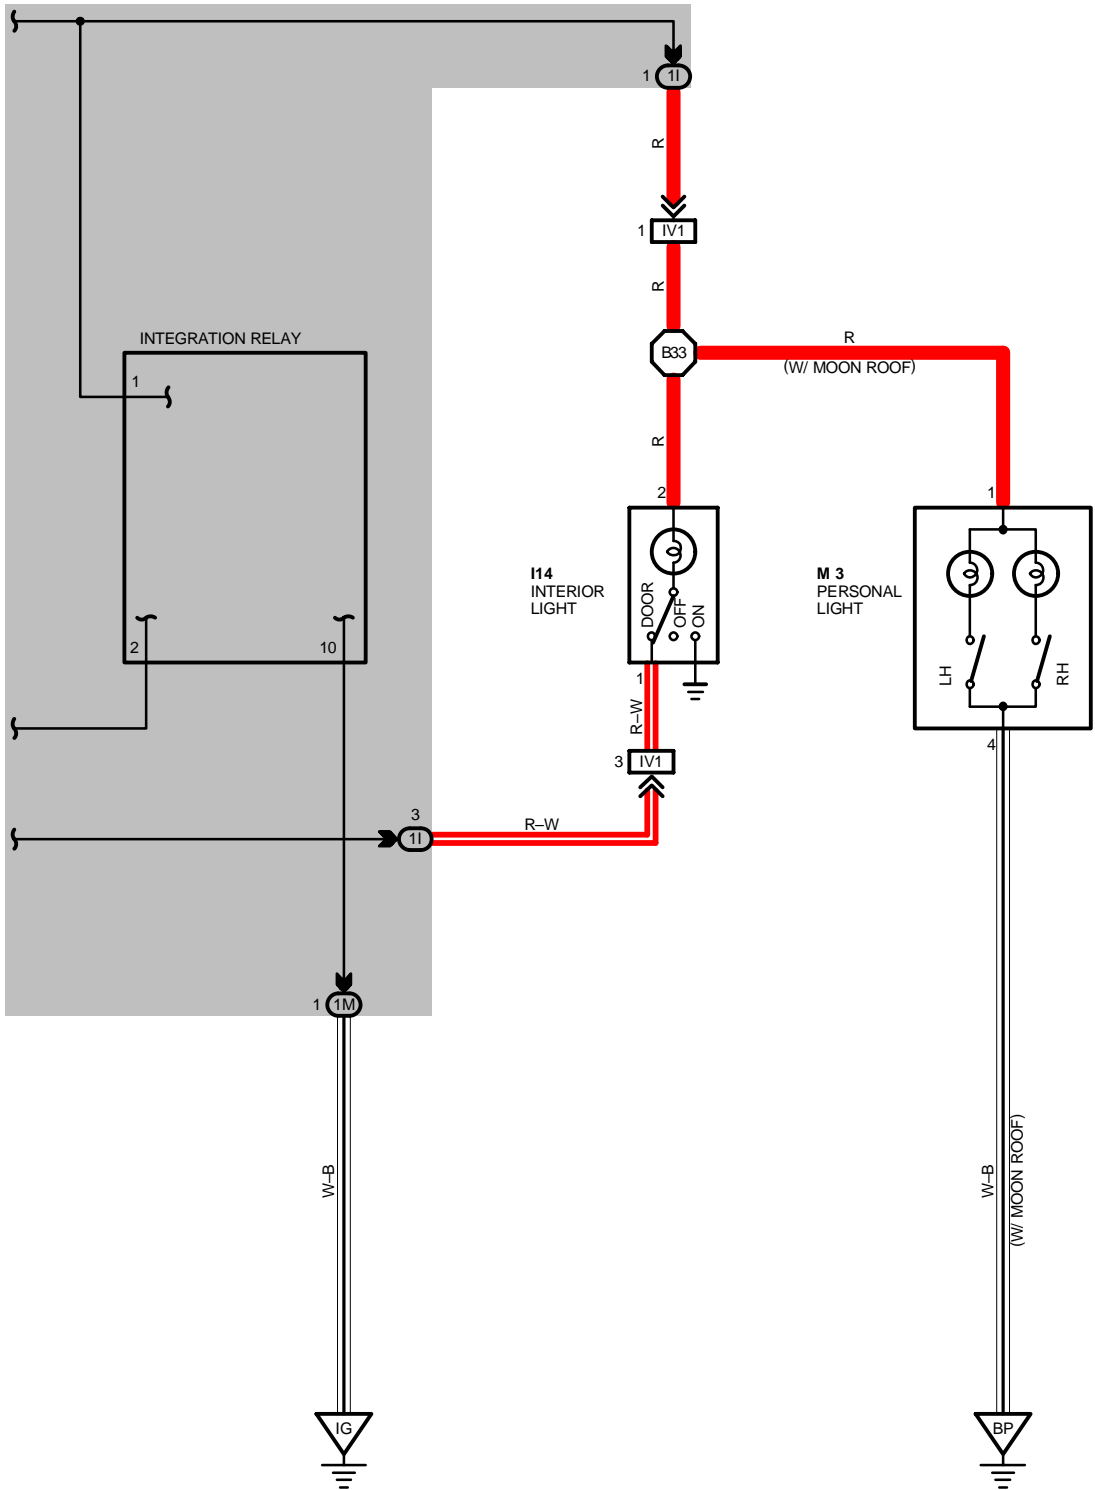 1 1I
R
1 IV1
R
INTEGRATION RELAY
B33
R
(W/ MOON ROOF)
1
R
2
1
I14
INTERIOR
LIGHT
DOOR
OFF
ON
M 3
PERSONAL
LIGHT
LH
RH
2
10
1
R–W
4
3 IV1
3
1I
R–W
1 1M
W–B
W–B
(W/ MOON ROOF)
IG
BP